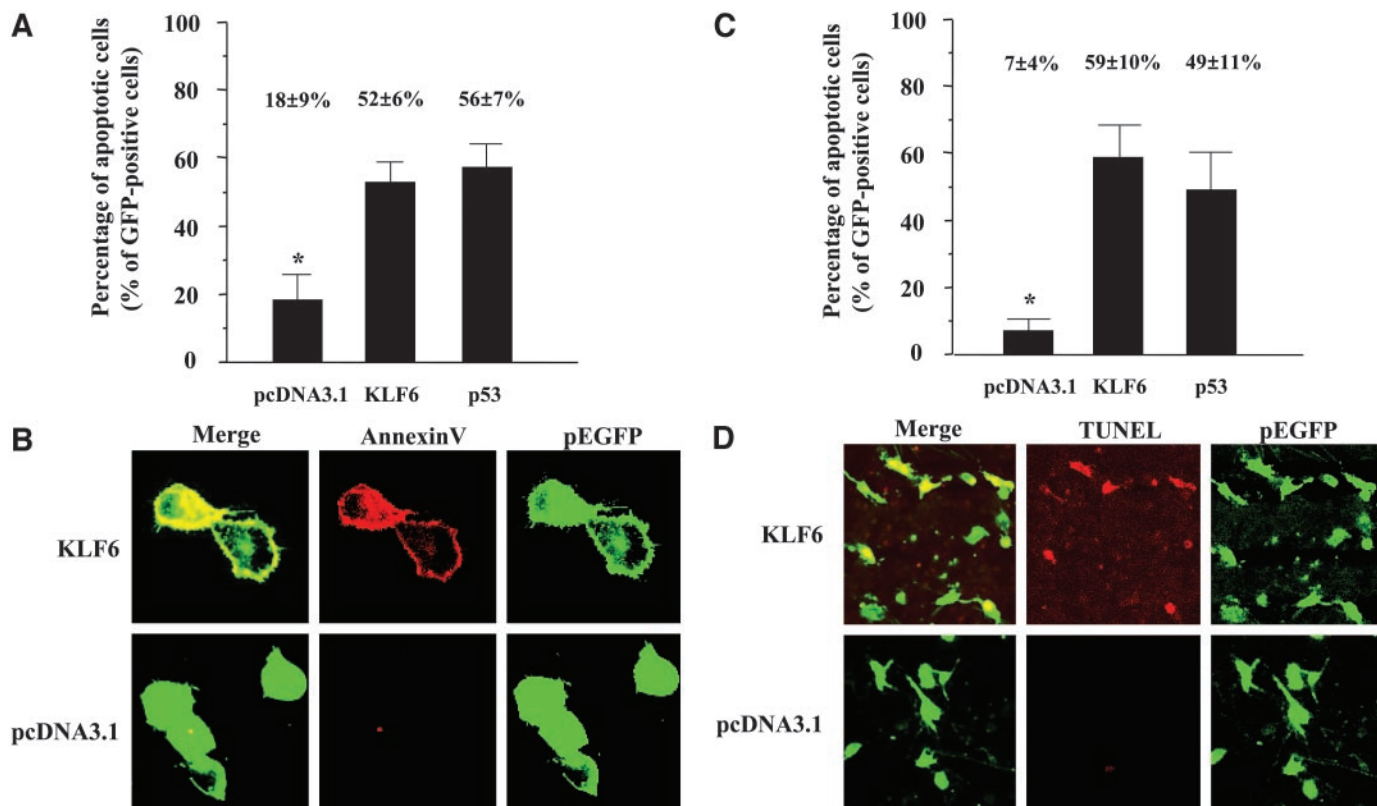 A
Percentage of apoptotic cells
(% of GFP-positive cells)
100
80
60
40
20
0
18±9%
52±6%
56±7%
*
pcDNA3.1
KLF6
p53
C
Percentage of apoptotic cells
(% of GFP-positive cells)
100
80
60
40
20
0
7±4%
59±10%
49±11%
*
pcDNA3.1
KLF6
p53
B
Merge
AnnexinV
pEGFP
KLF6
pcDNA3.1
D
Merge
TUNEL
pEGFP
KLF6
pcDNA3.1